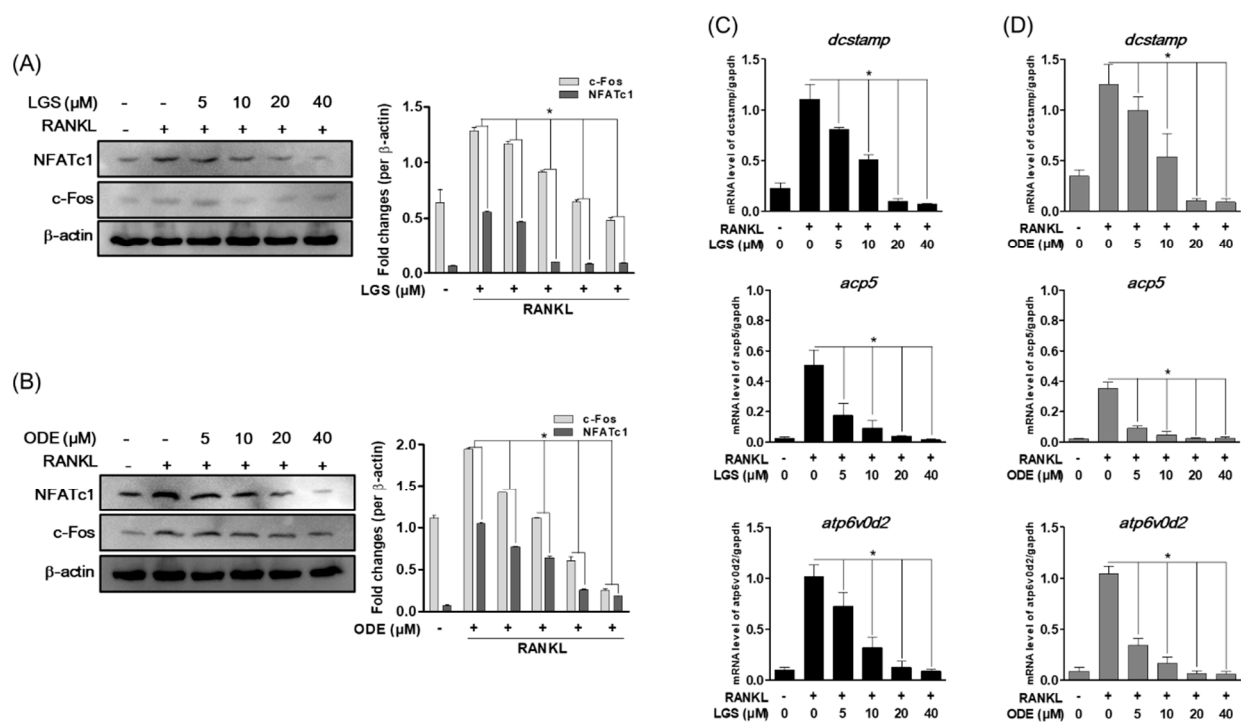 (A)
LGS (μM) - - 5 10 20 40
RANKL - + + + + +
NFATc1
c-Fos
β-actin
c-Fos
NFATc1
Fold changes (per β-actin)
1.5
1.0
0.5
0.0
*
LGS (μM) - + + + + +
RANKL
(B)
ODE (μM) - - 5 10 20 40
RANKL - + + + + +
NFATc1
c-Fos
β-actin
c-Fos
NFATc1
Fold changes (per β-actin)
2.0
1.5
1.0
0.5
0.0
*
ODE (μM) - + + + + +
RANKL
(C)
dcstamp
mRNA level of dcstamp/gapdh
1.5
1.0
0.5
0.0
*
RANKL - + + + + +
LGS (μM) 0 0 5 10 20 40
acp5
mRNA level of acp5/gapdh
1.0
0.8
0.6
0.4
0.2
0.0
*
RANKL - + + + + +
LGS (μM) 0 0 5 10 20 40
atp6v0d2
mRNA level of atp6v0d2/gapdh
1.5
1.0
0.5
0.0
*
RANKL - + + + + +
LGS (μM) 0 0 5 10 20 40
(D)
dcstamp
mRNA level of dcstamp/gapdh
1.5
1.0
0.5
0.0
*
RANKL - + + + + +
ODE (μM) 0 0 5 10 20 40
acp5
mRNA level of acp5/gapdh
1.0
0.8
0.6
0.4
0.2
0.0
*
RANKL - + + + + +
ODE (μM) 0 0 5 10 20 40
atp6v0d2
mRNA level of atp6v0d2/gapdh
1.5
1.0
0.5
0.0
*
RANKL - + + + + +
ODE (μM) 0 0 5 10 20 40